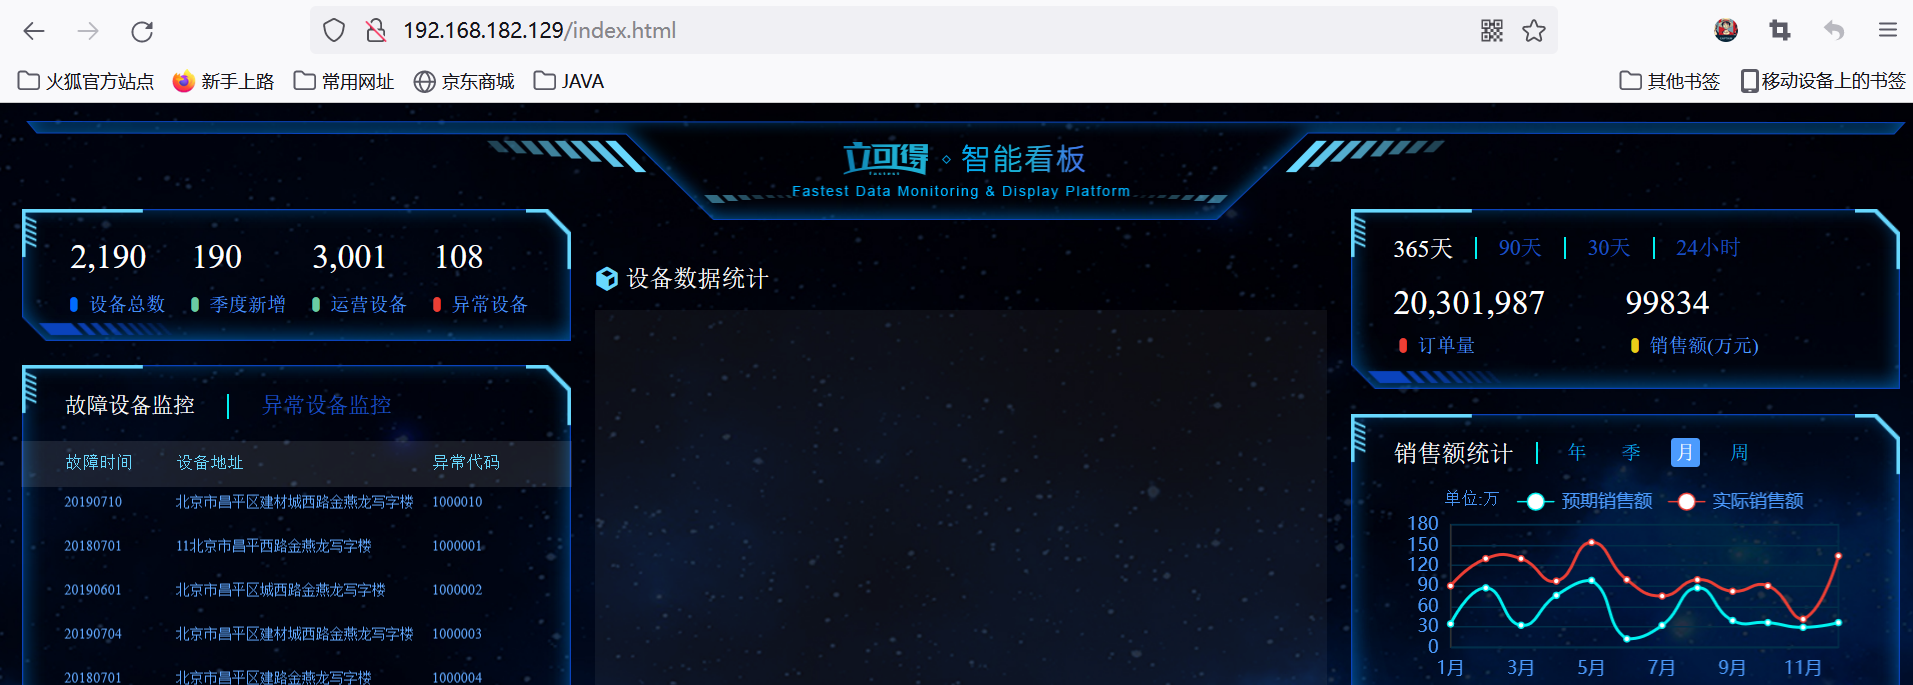 192.168.182.129/index.html
火狐官方站点 新手上路 常用网址 京东商城 JAVA 其他书签 移动设备上的书签
立可得 智能看板
Fastest Data Monitoring & Display Platform
2,190 190 3,001 108
设备总数 季度新增 运营设备 异常设备
故障设备监控 异常设备监控
故障时间 设备地址 异常代码
20190710 北京市昌平区建材城西路金燕龙写字楼 1000010
20180701 11北京市昌平西路金燕龙写字楼 1000001
20190601 北京市昌平区城西路金燕龙写字楼 1000002
20190704 北京市昌平区建材城西路金燕龙写字楼 1000003
20180701 北京市昌平区建材城西路金燕龙写字楼 1000004
设备数据统计
365天 90天 30天 24小时
20,301,987 99834
订单量 销售额(万元)
销售额统计 年 季 月 周
单位:万 预期销售额 实际销售额
180
150
120
90
60
30
0
1月 3月 5月 7月 9月 11月